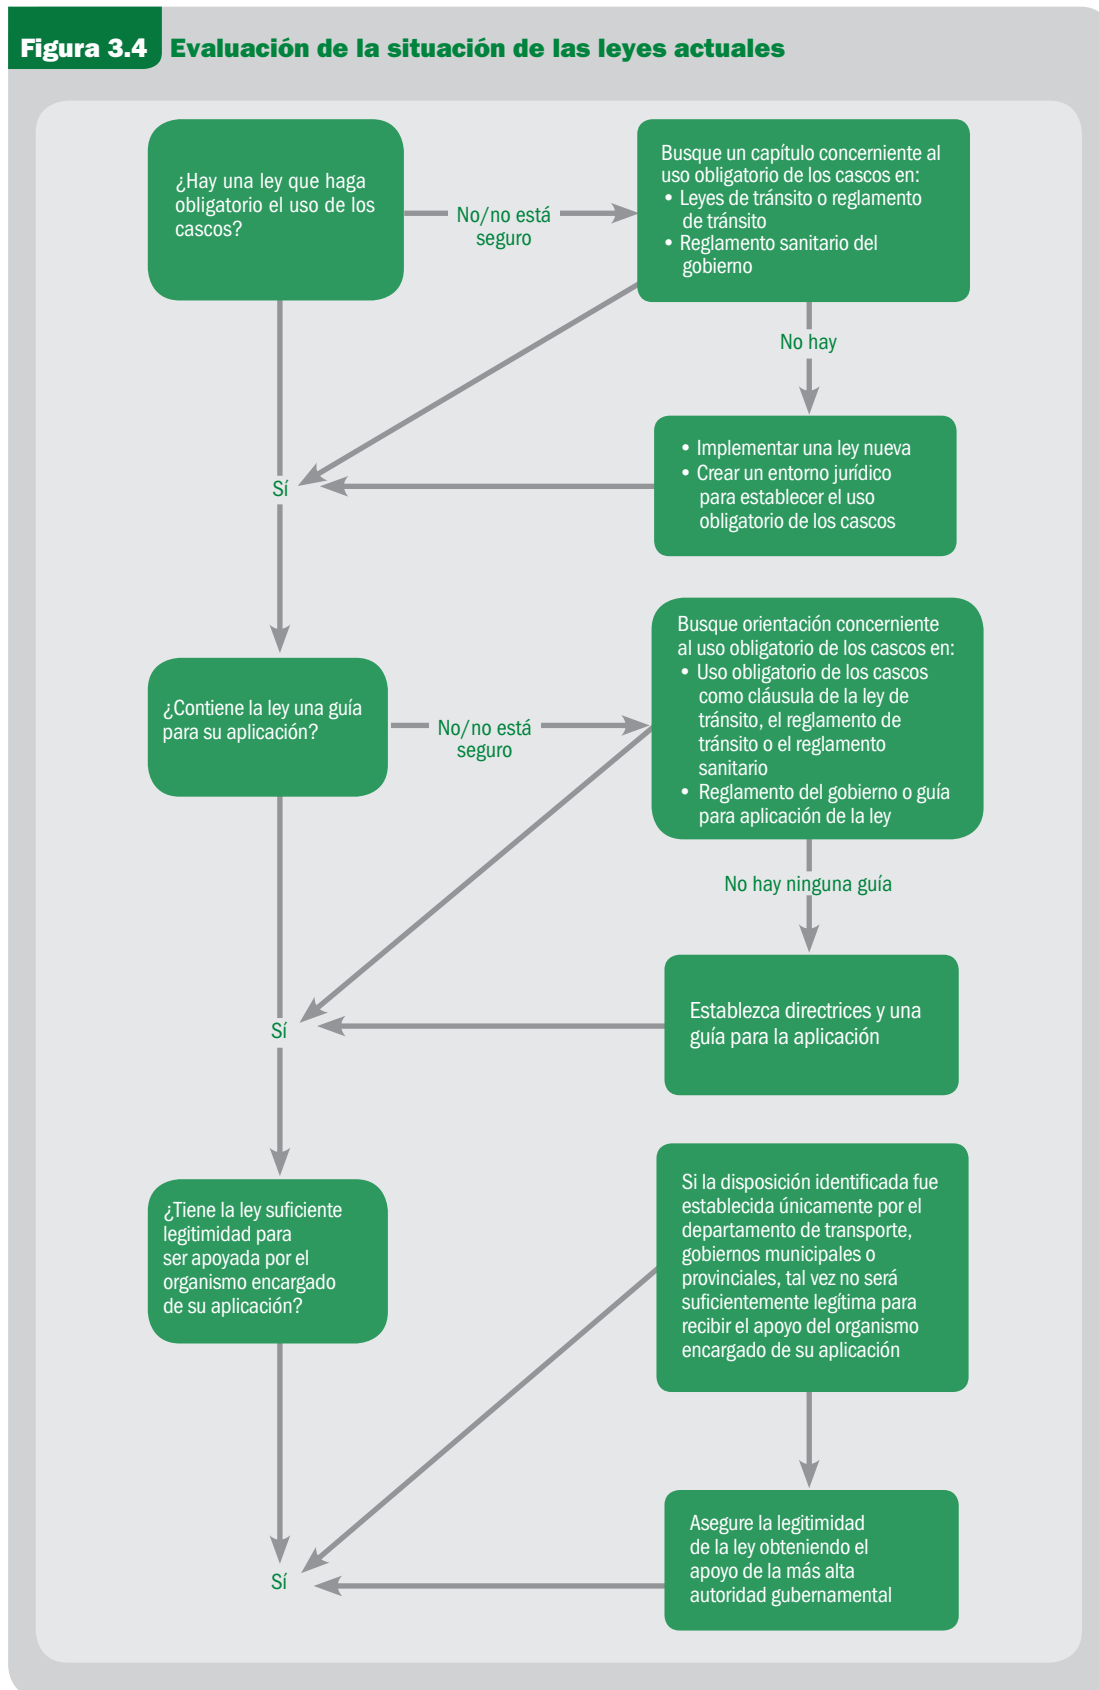 Figura 3.4 Evaluación de la situación de las leyes actuales
¿Hay una ley que haga
obligatorio el uso de los
cascos?
No/no está
seguro
Busque un capítulo concerniente al
uso obligatorio de los cascos en:
• Leyes de tránsito o reglamento
de tránsito
• Reglamento sanitario del
gobierno
No hay
• Implementar una ley nueva
• Crear un entorno jurídico
para establecer el uso
obligatorio de los cascos
Sí
¿Contiene la ley una guía
para su aplicación?
No/no está
seguro
Busque orientación concerniente
al uso obligatorio de los cascos en:
• Uso obligatorio de los cascos
como cláusula de la ley de
tránsito, el reglamento de
tránsito o el reglamento
sanitario
• Reglamento del gobierno o guía
para aplicación de la ley
No hay ninguna guía
Establezca directrices y una
guía para la aplicación
Sí
¿Tiene la ley suficiente
legitimidad para
ser apoyada por el
organismo encargado
de su aplicación?
Si la disposición identificada fue
establecida únicamente por el
departamento de transporte,
gobiernos municipales o
provinciales, tal vez no será
suficientemente legítima para
recibir el apoyo del organismo
encargado de su aplicación
Asegure la legitimidad
de la ley obteniendo el
apoyo de la más alta
autoridad gubernamental
Sí